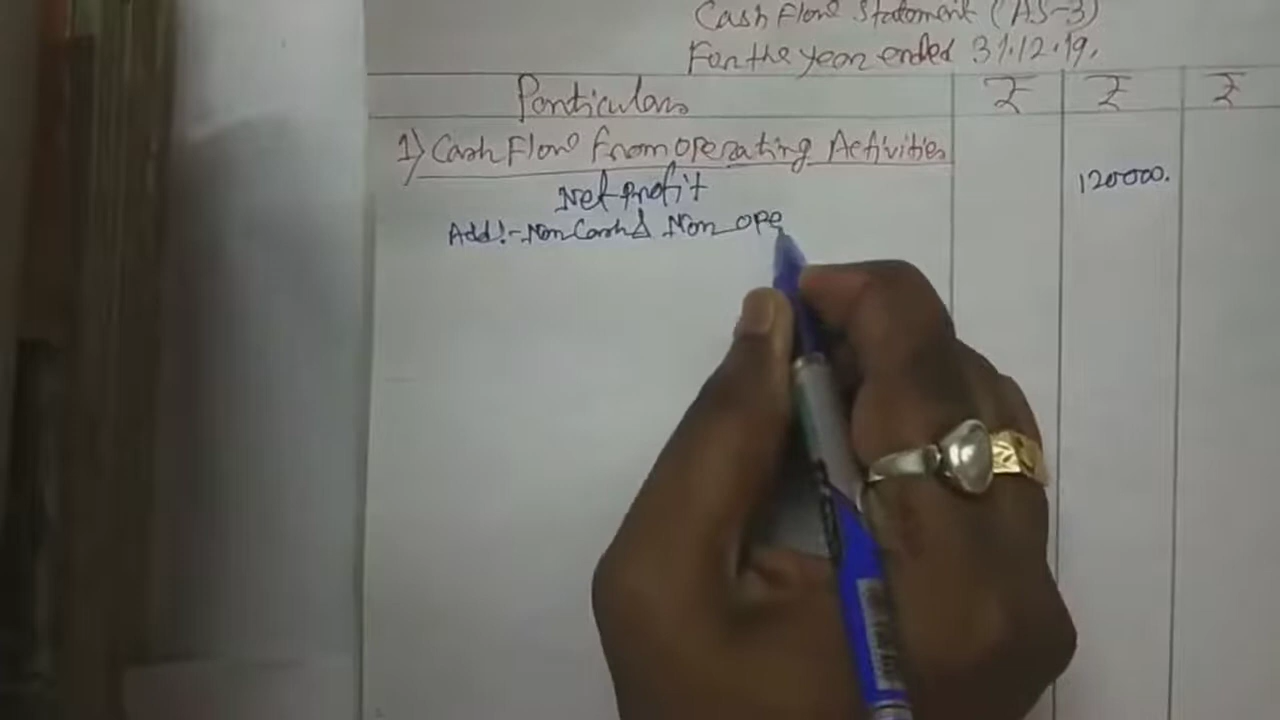 Cash Flow Statement (AS-3)
For the year ended 31.12.19.
Particulars ₹ ₹ ₹
1) Cash Flow from operating Activities
Net profit 120000.
Add:- Non Cash & Non ope